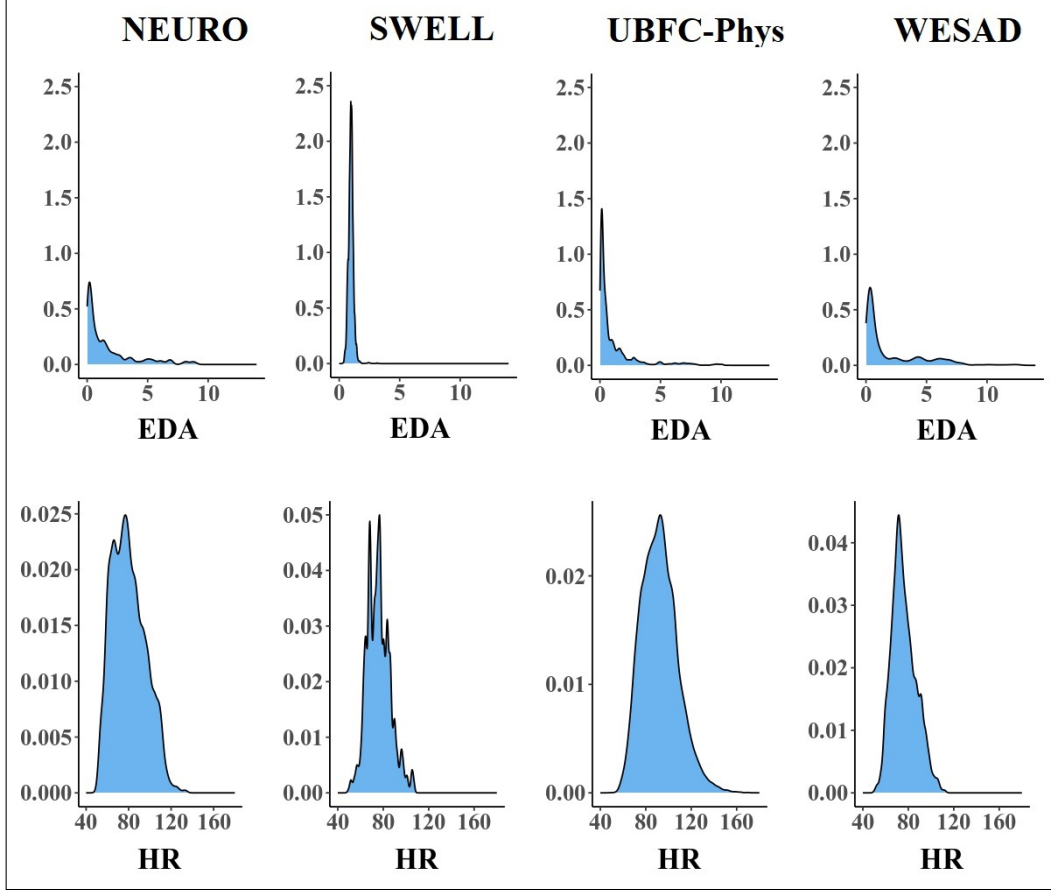 NEURO SWELL UBFC-Phys WESAD
2.5 2.5 2.5 2.5
2.0 2.0 2.0 2.0
1.5 1.5 1.5 1.5
1.0 1.0 1.0 1.0
0.5 0.5 0.5 0.5
0.0 0.0 0.0 0.0
0 5 10 0 5 10 0 5 10 0 5 10
EDA EDA EDA EDA
0.025 0.05
0.04
0.020 0.04
0.02
0.03
0.015 0.03
0.02
0.010 0.02
0.01
0.005 0.01 0.01
0.000 0.00 0.00 0.00
40 80 120 160 40 80 120 160 40 80 120 160 40 80 120 160
HR HR HR HR